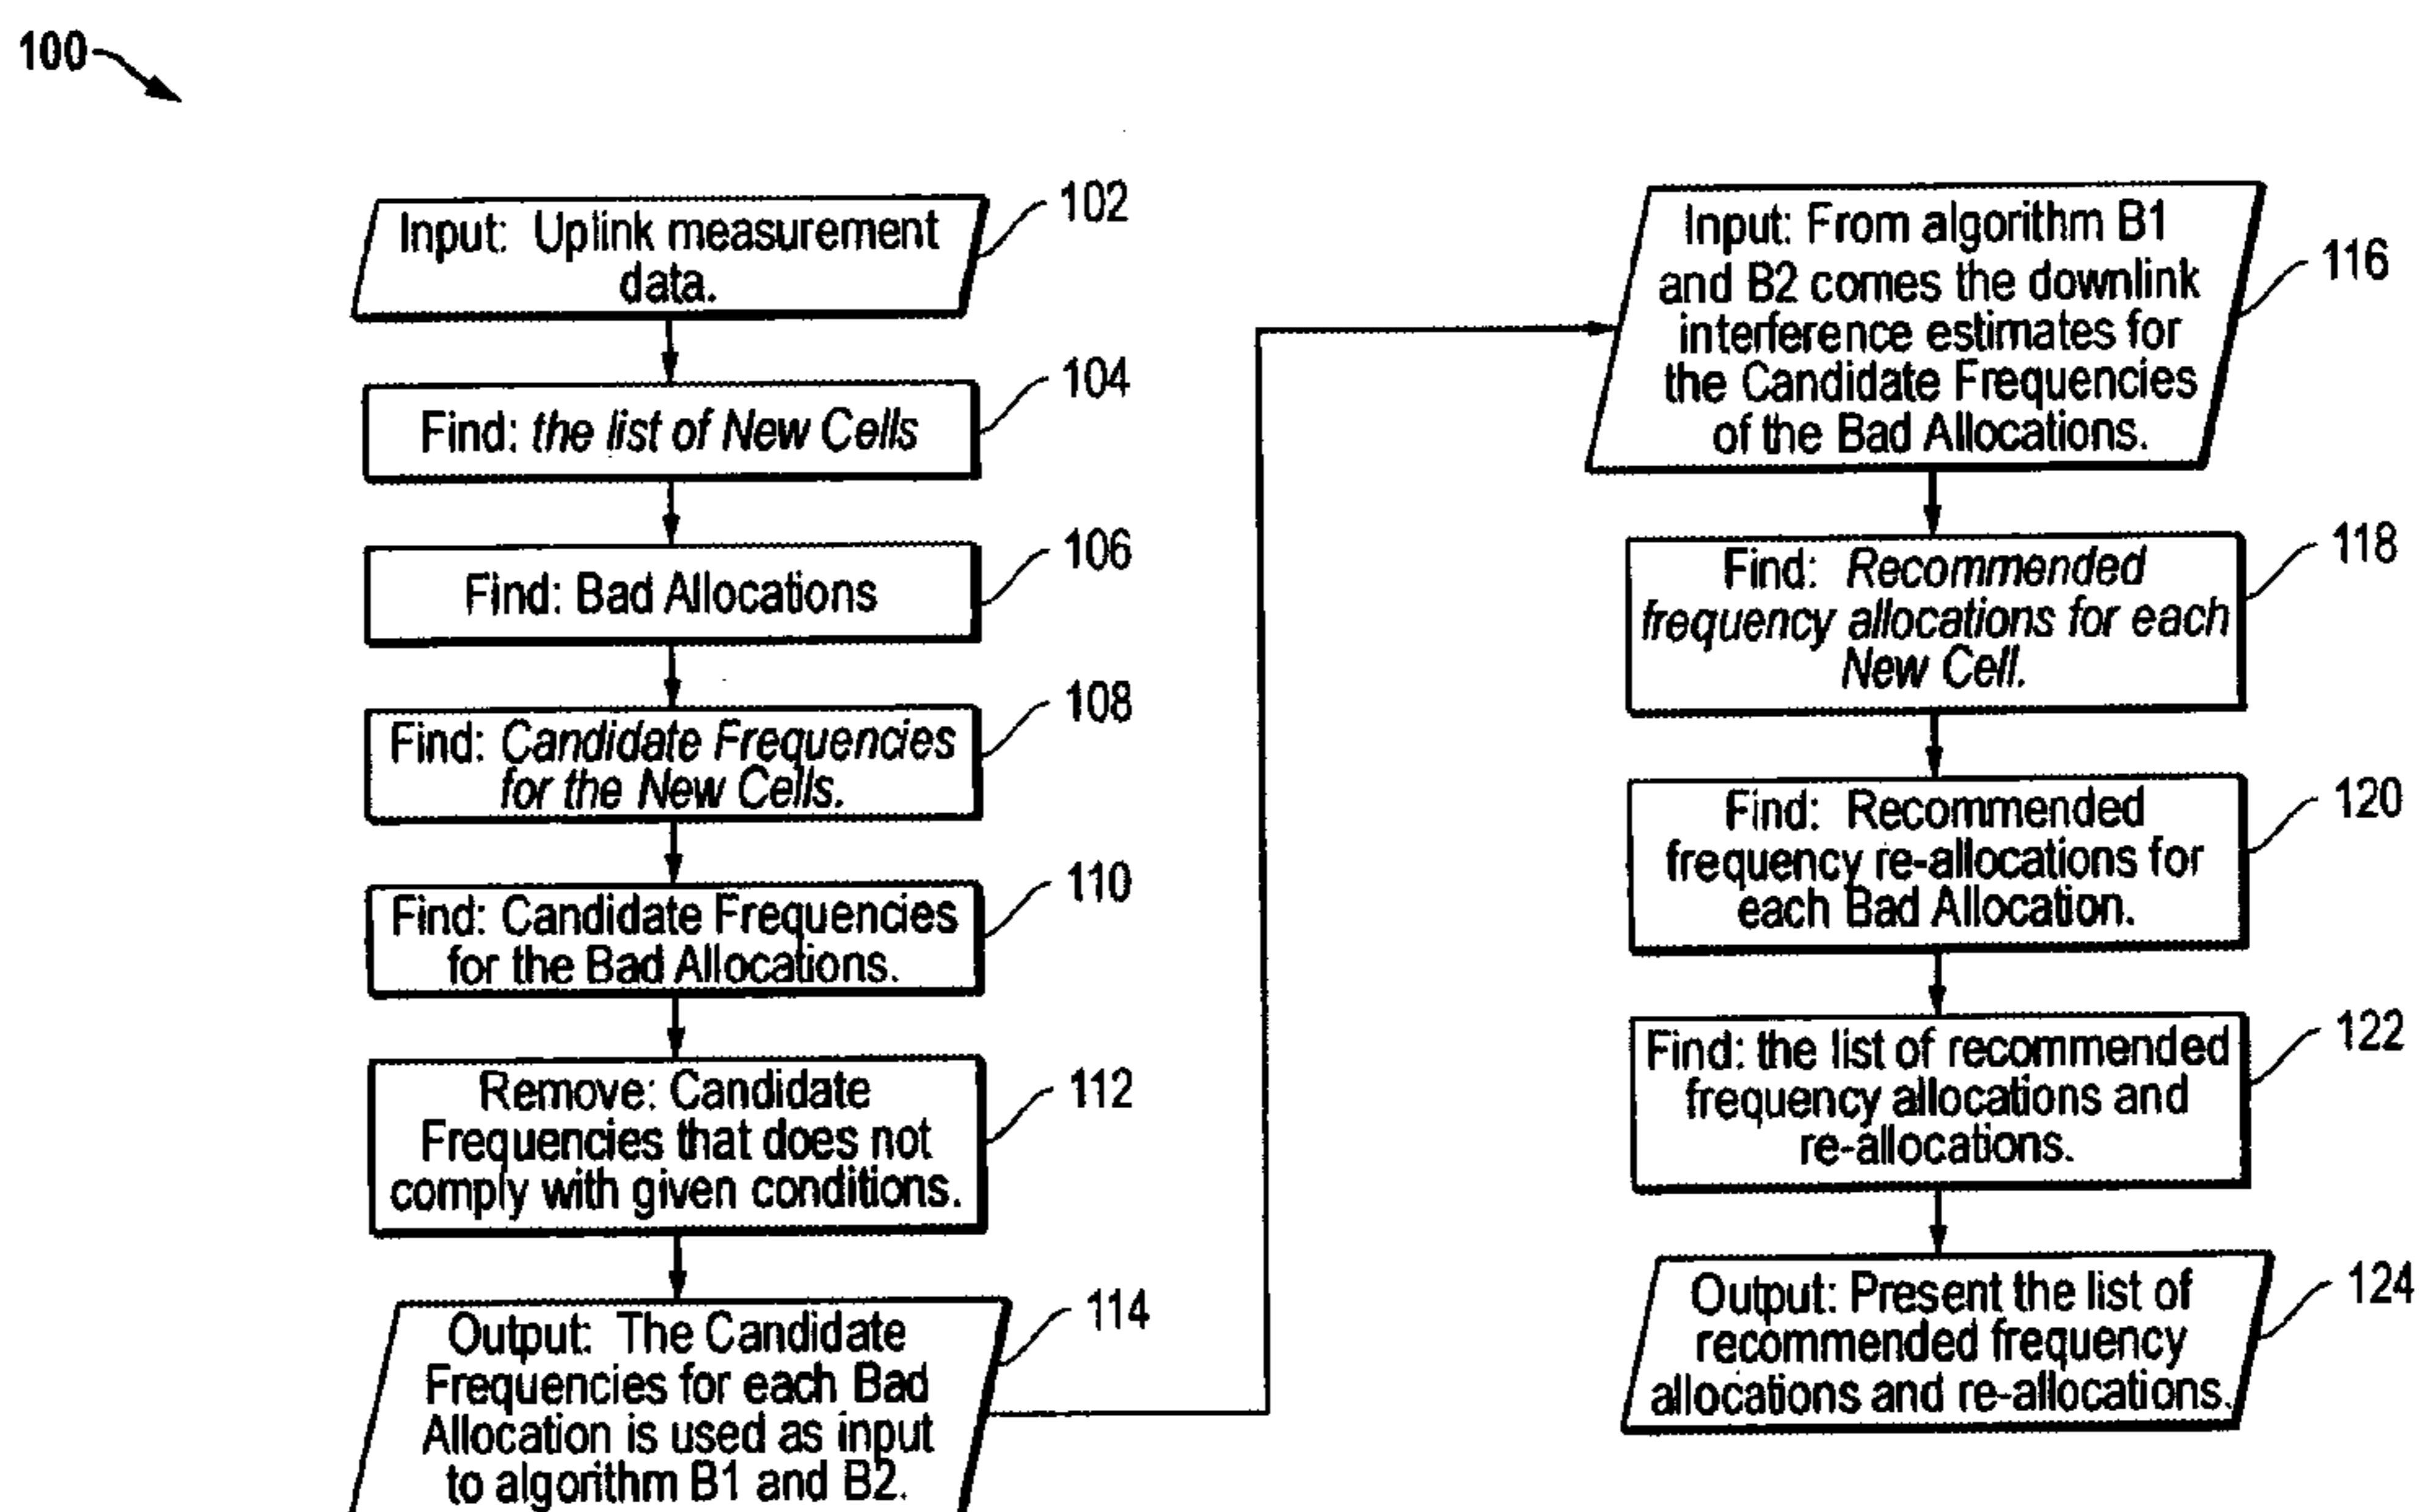 100
Input: Uplink measurement
data.
102
Find: the list of New Cells
104
Find: Bad Allocations
106
Find: Candidate Frequencies
for the New Cells.
108
Find: Candidate Frequencies
for the Bad Allocations.
110
Remove: Candidate
Frequencies that does not
comply with given conditions.
112
Output: The Candidate
Frequencies for each Bad
Allocation is used as input
to algorithm B1 and B2.
114
Input: From algorithm B1
and B2 comes the downlink
interference estimates for
the Candidate Frequencies
of the Bad Allocations.
116
Find: Recommended
frequency allocations for each
New Cell.
118
Find: Recommended
frequency re-allocations for
each Bad Allocation.
120
Find: the list of recommended
frequency allocations and
re-allocations.
122
Output: Present the list of
recommended frequency
allocations and re-allocations.
124